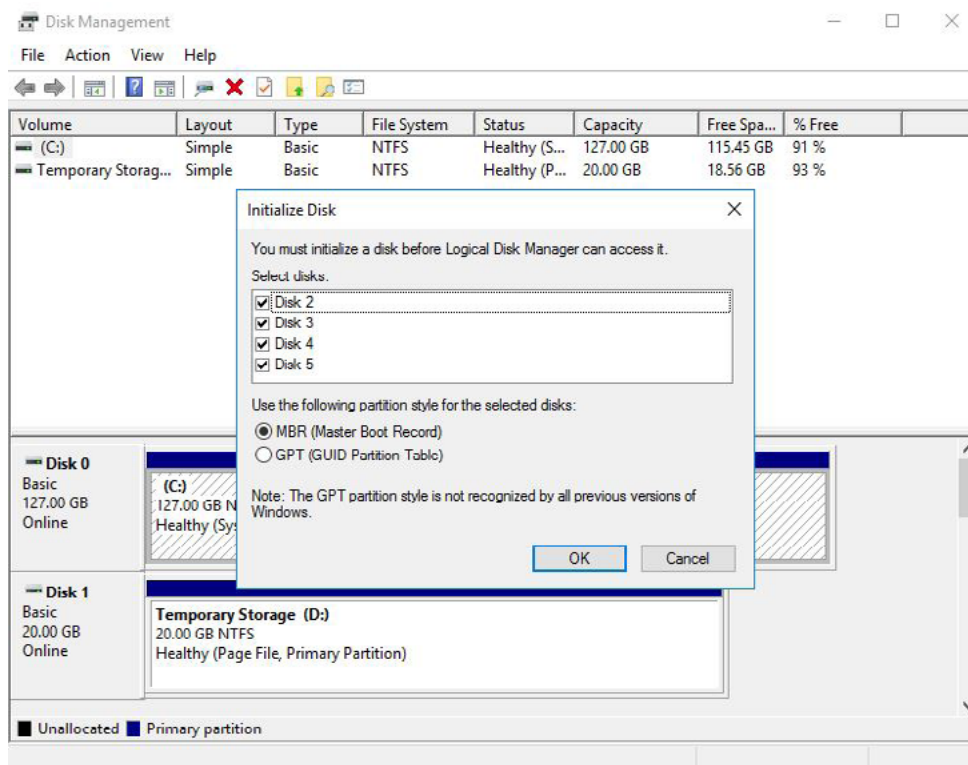 Disk Management
File Action View Help
Volume Layout Type File System Status Capacity Free Spa... % Free
(C:) Simple Basic NTFS Healthy (S... 127.00 GB 115.45 GB 91 %
Temporary Storag... Simple Basic NTFS Healthy (P... 20.00 GB 18.56 GB 93 %
Initialize Disk
You must initialize a disk before Logical Disk Manager can access it.
Select disks.
Disk 2
Disk 3
Disk 4
Disk 5
Use the following partition style for the selected disks:
MBR (Master Boot Record)
GPT (GUID Partition Table)
Note: The GPT partition style is not recognized by all previous versions of
Windows.
OK Cancel
Disk 0
Basic
127.00 GB
Online
(C:)
127.00 GB N
Healthy (Sys
Disk 1
Basic
20.00 GB
Online
Temporary Storage (D:)
20.00 GB NTFS
Healthy (Page File, Primary Partition)
Unallocated Primary partition